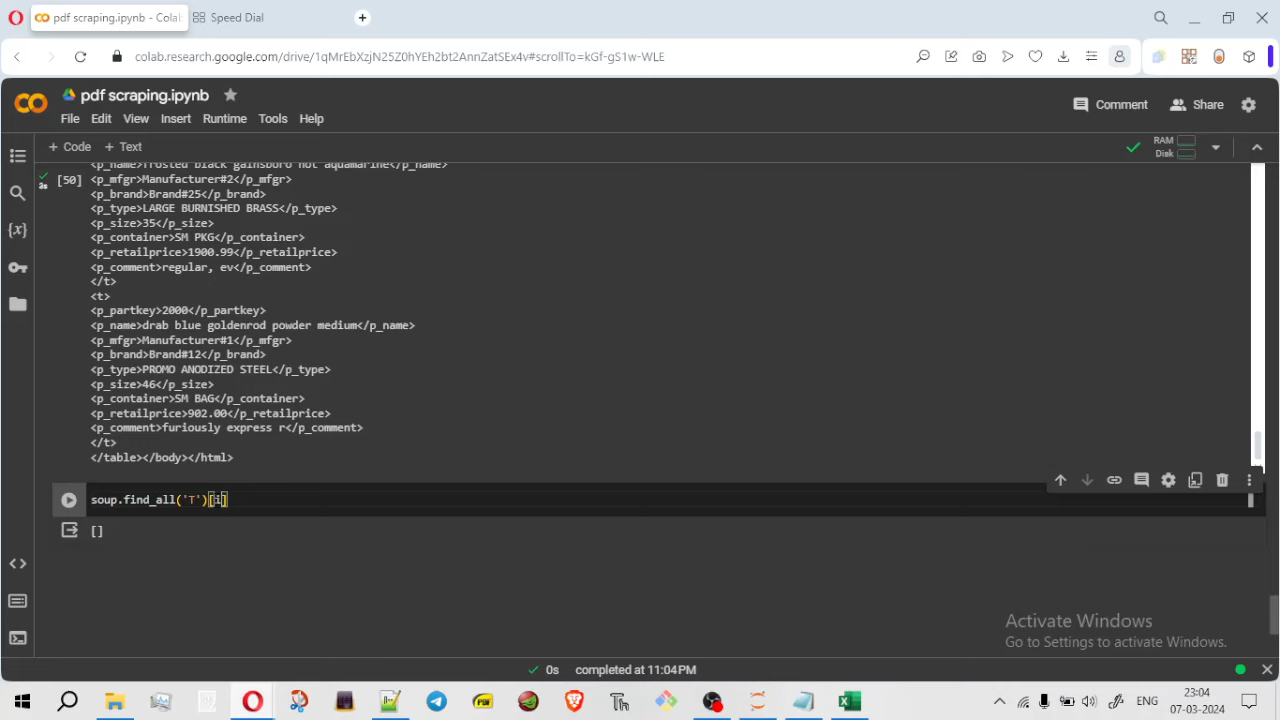 pdf scraping.ipynb - Colab
Speed Dial
colab.research.google.com/drive/1qMrEbXzjN25Z0hYEh2bt2AnnZatSEx4v#scrollTo=kGf-gS1w-WLE
pdf scraping.ipynb
Comment
Share
File Edit View Insert Runtime Tools Help
+ Code + Text
RAM
Disk
<p_name>frosted black gainsboro hot aquamarine</p_name>
3s
[50] <p_mfgr>Manufacturer#2</p_mfgr>
<p_brand>Brand#25</p_brand>
<p_type>LARGE BURNISHED BRASS</p_type>
<p_size>35</p_size>
<p_container>SM PKG</p_container>
<p_retailprice>1900.99</p_retailprice>
<p_comment>regular, ev</p_comment>
</t>
<t>
<p_partkey>2000</p_partkey>
<p_name>drab blue goldenrod powder medium</p_name>
<p_mfgr>Manufacturer#1</p_mfgr>
<p_brand>Brand#12</p_brand>
<p_type>PROMO ANODIZED STEEL</p_type>
<p_size>46</p_size>
<p_container>SM BAG</p_container>
<p_retailprice>902.00</p_retailprice>
<p_comment>furiously express r</p_comment>
</t>
</table></body></html>
soup.find_all('T')[i]
[]
Activate Windows
Go to Settings to activate Windows.
0s completed at 11:04 PM
ENG
23:04
07-03-2024